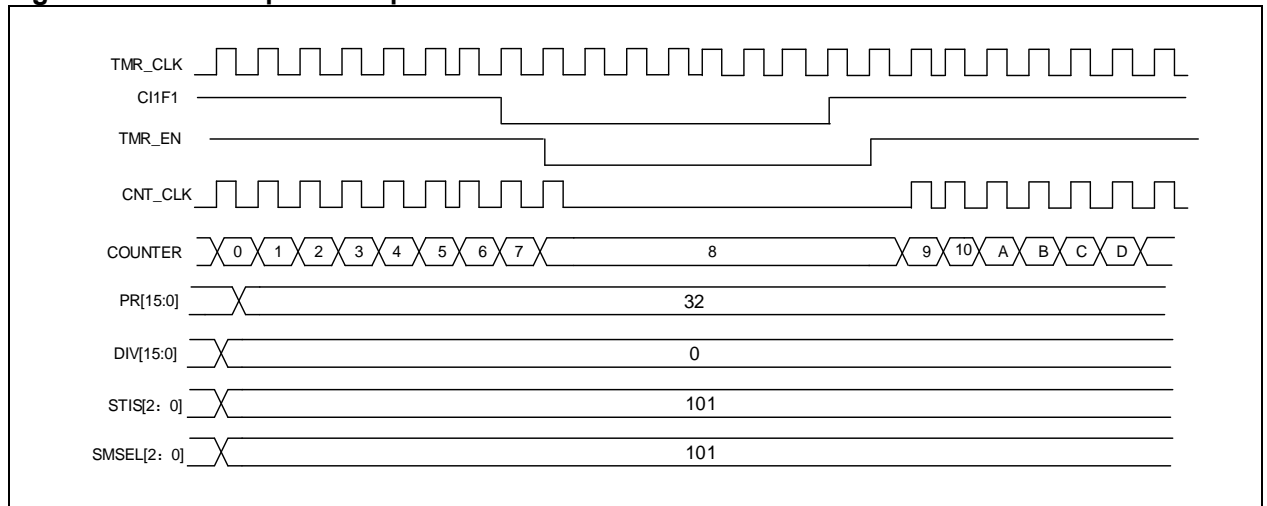 TMR_CLK
CI1F1
TMR_EN
CNT_CLK
COUNTER 0 1 2 3 4 5 6 7 8 9 10 A B C D
PR[15:0] 32
DIV[15:0] 0
STIS[2：0] 101
SMSEL[2：0] 101